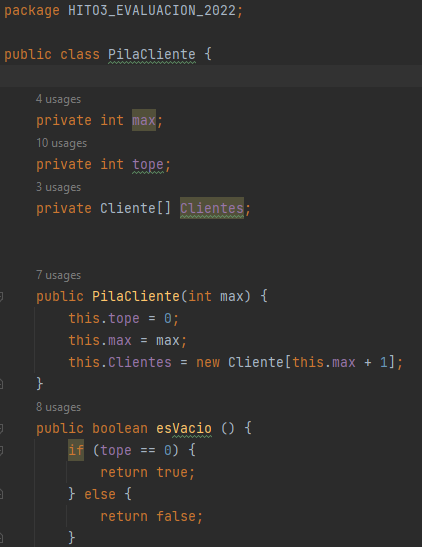 package HITO3_EVALUACION_2022;
public class PilaCliente {
4 usages
private int max;
10 usages
private int tope;
3 usages
private Cliente[] Clientes;
7 usages
public PilaCliente(int max) {
this.tope = 0;
this.max = max;
this.Clientes = new Cliente[this.max + 1];
}
8 usages
public boolean esVacio () {
if (tope == 0) {
return true;
} else {
return false;
}